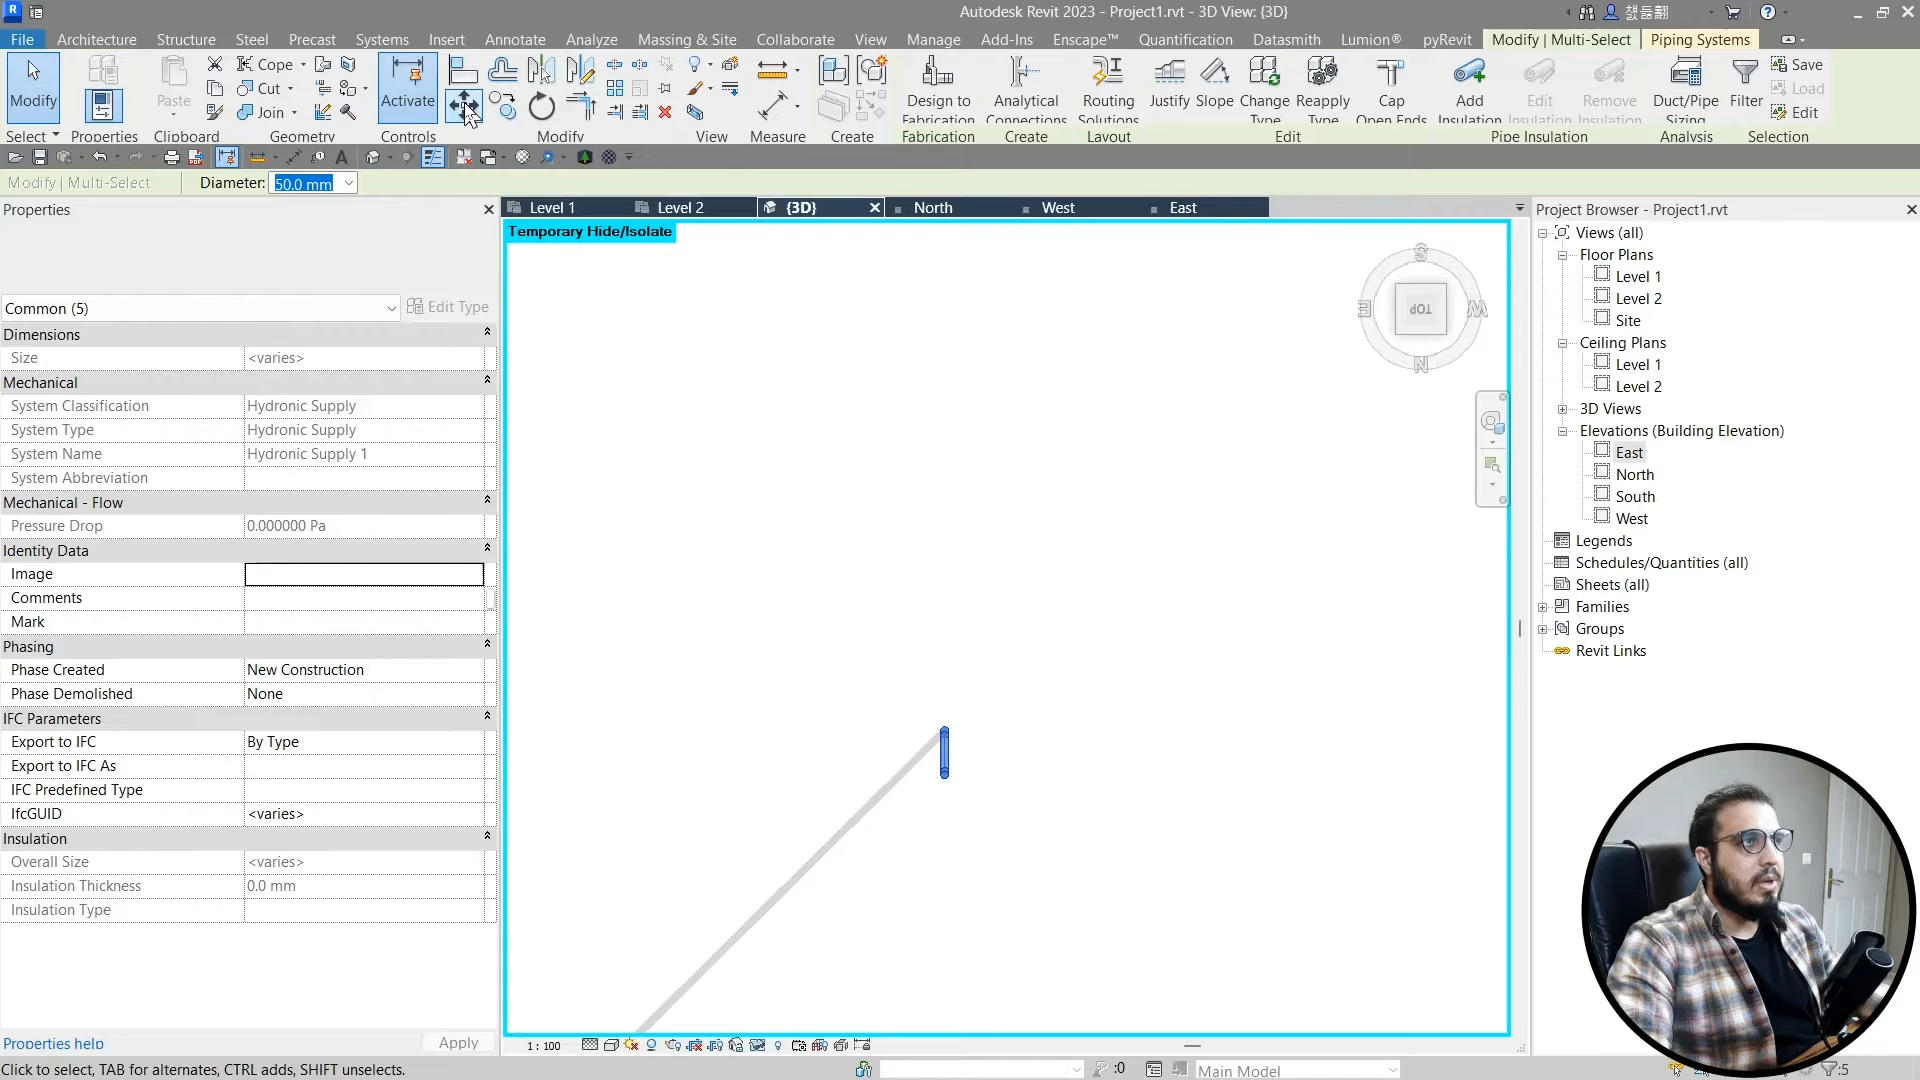 Autodesk Revit 2023 - Project1.rvt - 3D View: {3D}
File Architecture Structure Steel Precast Systems Insert Annotate Analyze Massing & Site Collaborate View Manage Add-Ins Enscape™ Quantification Datasmith Lumion® pyRevit Modify | Multi-Select Piping Systems
Modify Paste Cope Cut Join Activate
Design to Fabrication Analytical Connections Routing Solutions Justify Slope Change Type Reapply Type Cap Open Ends Add Insulation Edit Insulation Remove Insulation Duct/Pipe Sizing Filter Save Load Edit
Select Properties Clipboard Geometry Controls Modify View Measure Create Fabrication Create Layout Edit Pipe Insulation Analysis Selection
Modify | Multi-Select Diameter: 50.0 mm
Properties
Common (5) Edit Type
Dimensions
Size <varies>
Mechanical
System Classification Hydronic Supply
System Type Hydronic Supply
System Name Hydronic Supply 1
System Abbreviation
Mechanical - Flow
Pressure Drop 0.000000 Pa
Identity Data
Image
Comments
Mark
Phasing
Phase Created New Construction
Phase Demolished None
IFC Parameters
Export to IFC By Type
Export to IFC As
IFC Predefined Type
IfcGUID <varies>
Insulation
Overall Size <varies>
Insulation Thickness 0.0 mm
Insulation Type
Properties help Apply
Level 1 Level 2 {3D} North West East
Temporary Hide/Isolate
S
E TOP W
N
1 : 100
Project Browser - Project1.rvt
Views (all)
Floor Plans
Level 1
Level 2
Site
Ceiling Plans
Level 1
Level 2
3D Views
Elevations (Building Elevation)
East
North
South
West
Legends
Schedules/Quantities (all)
Sheets (all)
Families
Groups
Revit Links
Click to select, TAB for alternates, CTRL adds, SHIFT unselects. :0 Main Model :5